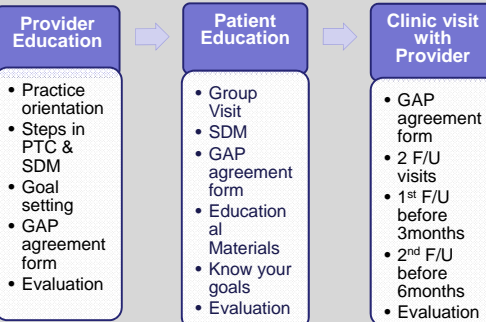 Provider
Education
• Practice
orientation
• Steps in
PTC &
SDM
• Goal
setting
• GAP
agreement
form
• Evaluation
Patient
Education
• Group
Visit
• SDM
• GAP
agreement
form
• Education
al
Materials
• Know your
goals
• Evaluation
Clinic visit
with
Provider
• GAP
agreement
form
• 2 F/U
visits
• 1st F/U
before
3months
• 2nd F/U
before
6months
• Evaluation